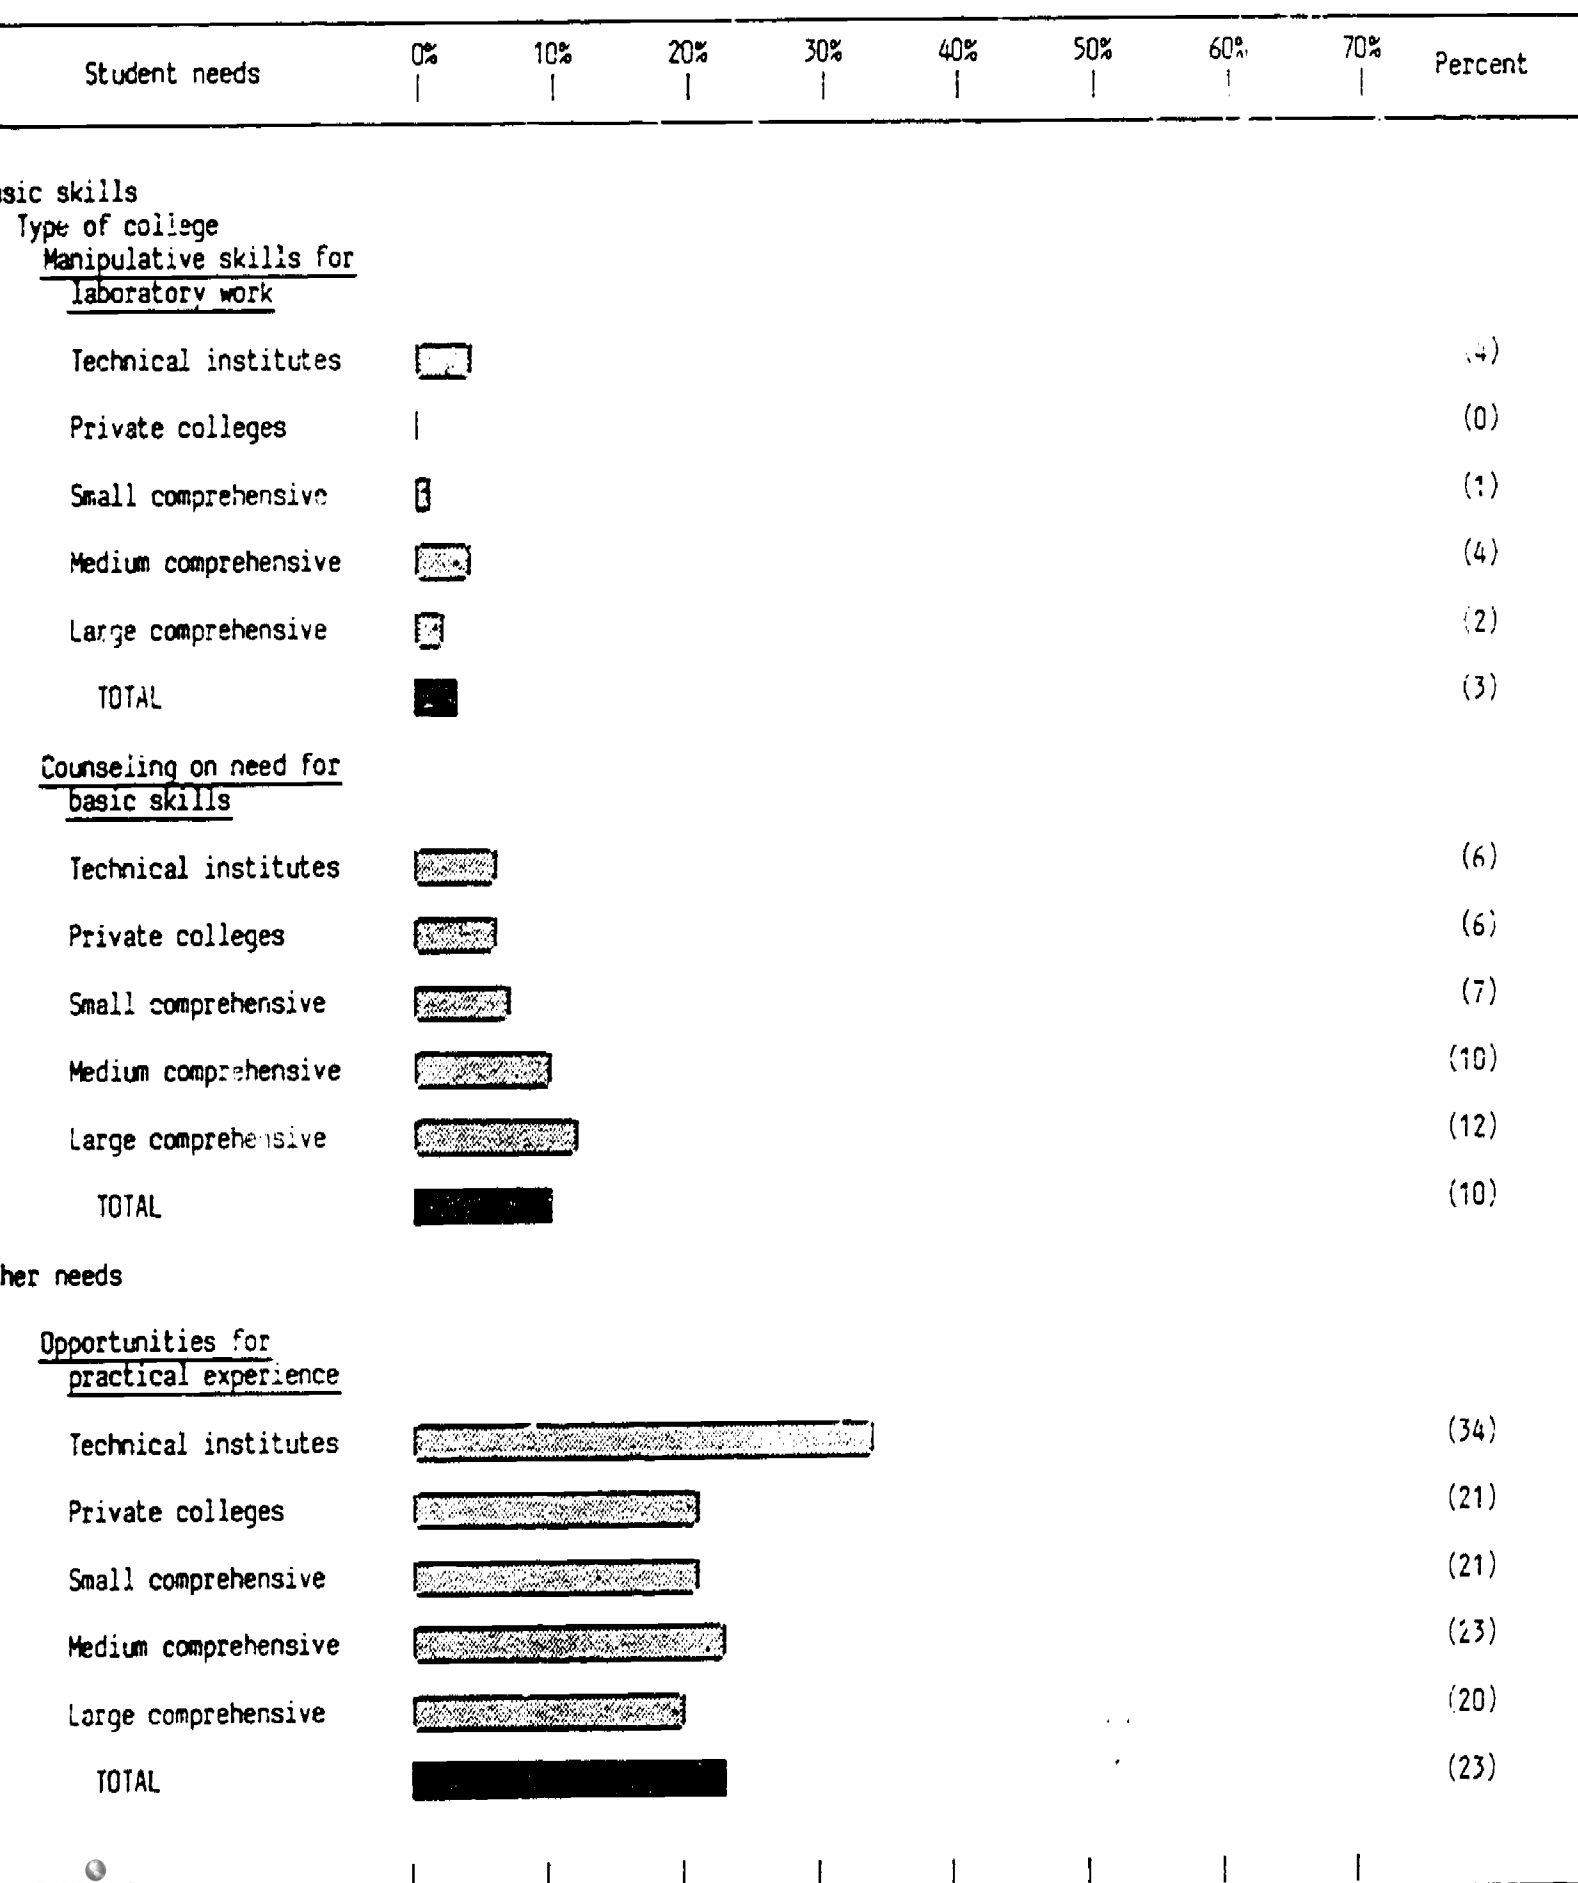 Student needs 0% 10% 20% 30% 40% 50% 60% 70% Percent
sic skills
Type of college
Manipulative skills for
laboratory work
Technical institutes (4)
Private colleges (0)
Small comprehensive (1)
Medium comprehensive (4)
Large comprehensive (2)
TOTAL (3)
Counseling on need for
basic skills
Technical institutes (6)
Private colleges (6)
Small comprehensive (7)
Medium comprehensive (10)
Large comprehensive (12)
TOTAL (10)
her needs
Opportunities for
practical experience
Technical institutes (34)
Private colleges (21)
Small comprehensive (21)
Medium comprehensive (23)
Large comprehensive (20)
TOTAL (23)